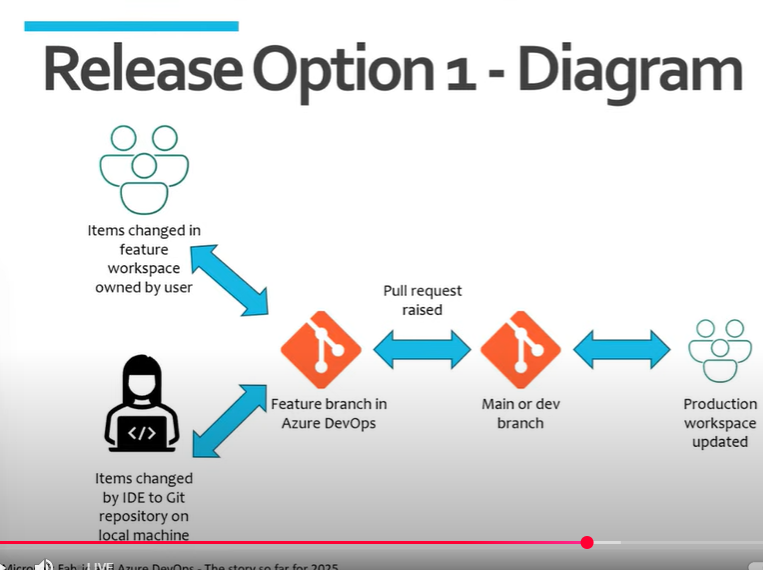 Release Option 1 - Diagram
Items changed in
feature
workspace
owned by user
Pull request
raised
Feature branch in
Azure DevOps
Main or dev
branch
Production
workspace
updated
</>
Items changed
by IDE to Git
repository on
local machine
LIVE
Azure DevOps - The story so far for 2025